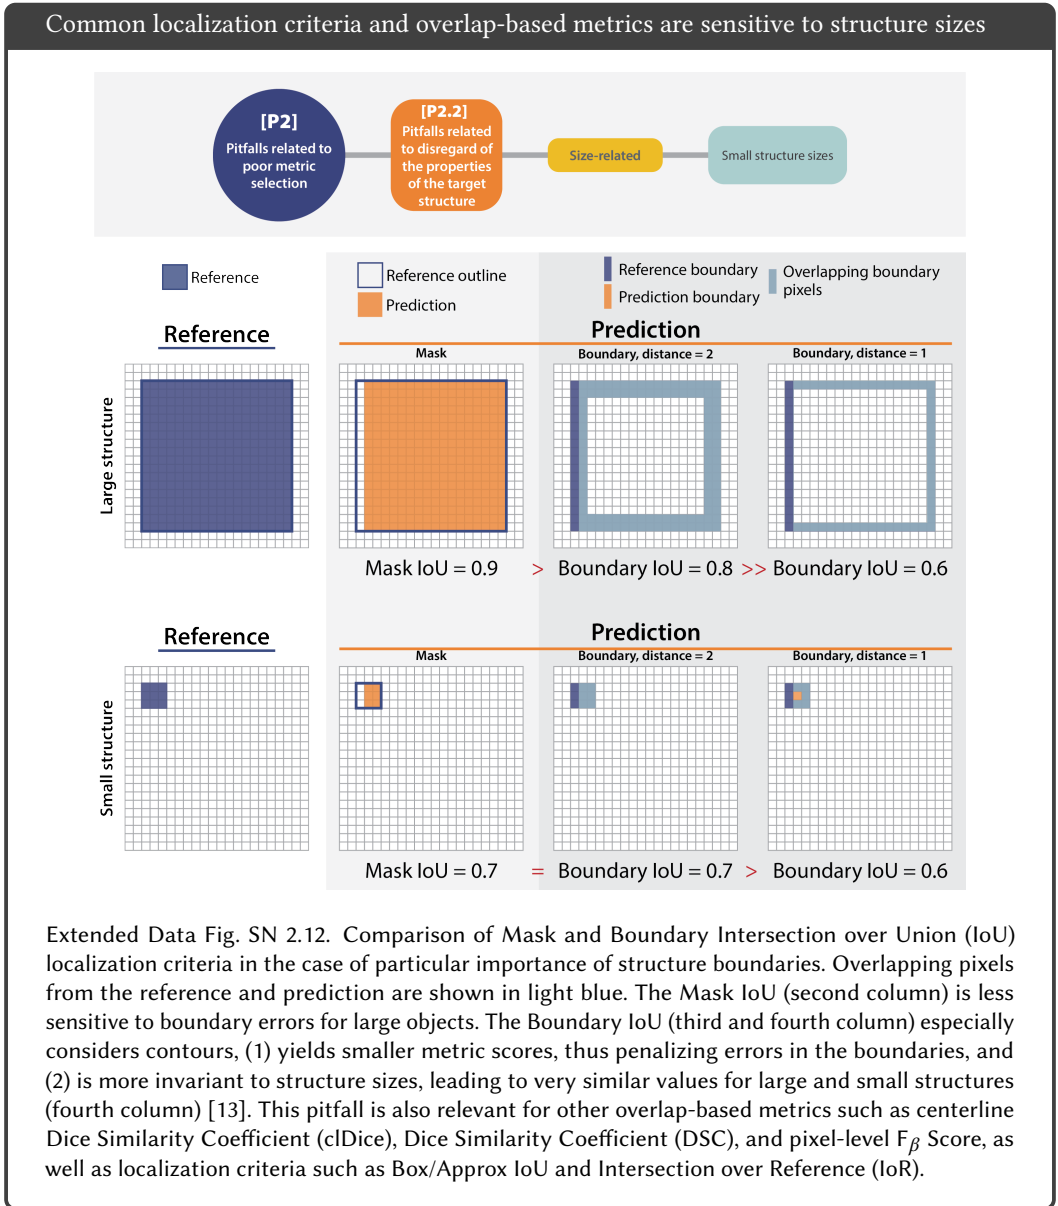 Common localization criteria and overlap-based metrics are sensitive to structure sizes
[P2]
Pitfalls related to
poor metric
selection
[P2.2]
Pitfalls related
to disregard of
the properties
of the target
structure
Size-related
Small structure sizes
Reference
Reference outline
Prediction
Reference boundary
Prediction boundary
Overlapping boundary
pixels
Reference
Prediction
Mask
Boundary, distance = 2
Boundary, distance = 1
Large structure
Mask IoU = 0.9 > Boundary IoU = 0.8 >> Boundary IoU = 0.6
Reference
Prediction
Mask
Boundary, distance = 2
Boundary, distance = 1
Small structure
Mask IoU = 0.7 = Boundary IoU = 0.7 > Boundary IoU = 0.6
Extended Data Fig. SN 2.12. Comparison of Mask and Boundary Intersection over Union (IoU)
localization criteria in the case of particular importance of structure boundaries. Overlapping pixels
from the reference and prediction are shown in light blue. The Mask IoU (second column) is less
sensitive to boundary errors for large objects. The Boundary IoU (third and fourth column) especially
considers contours, (1) yields smaller metric scores, thus penalizing errors in the boundaries, and
(2) is more invariant to structure sizes, leading to very similar values for large and small structures
(fourth column) [13]. This pitfall is also relevant for other overlap-based metrics such as centerline
Dice Similarity Coefficient (clDice), Dice Similarity Coefficient (DSC), and pixel-level Fβ Score, as
well as localization criteria such as Box/Approx IoU and Intersection over Reference (IoR).